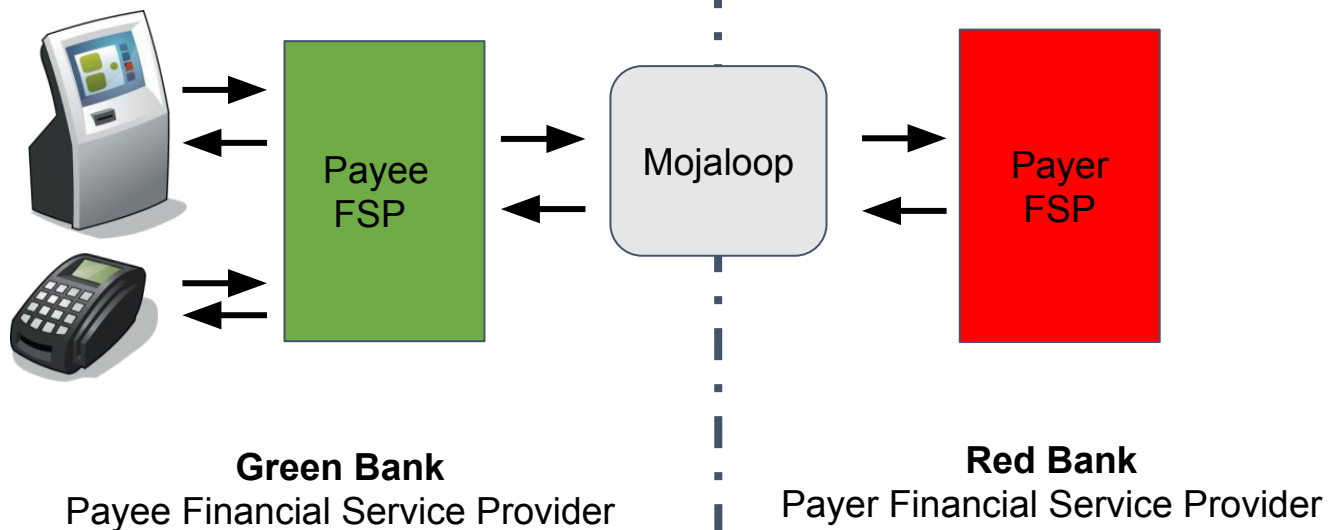 Payee
FSP
Mojaloop
Payer
FSP
Green Bank
Payee Financial Service Provider
Red Bank
Payer Financial Service Provider